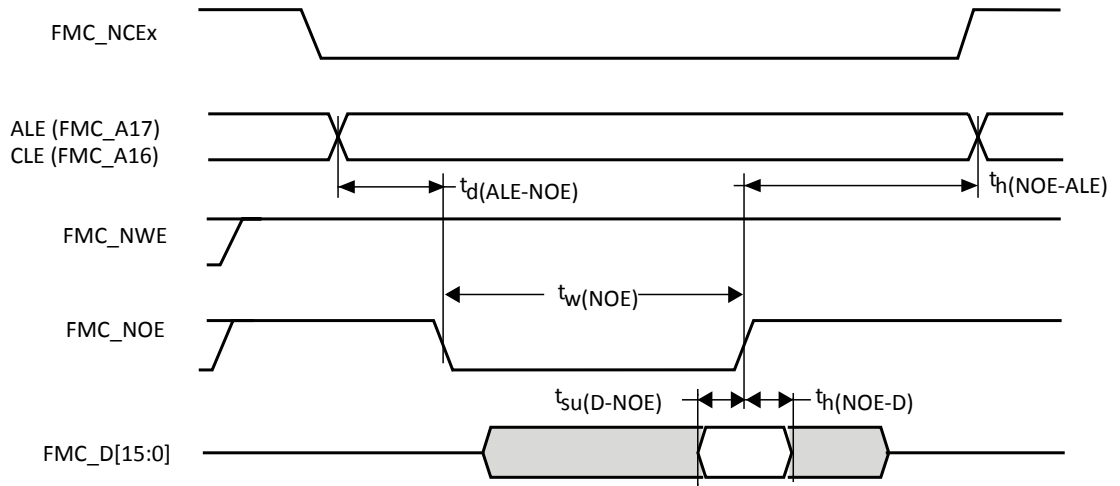 FMC_NCEx
ALE (FMC_A17)
CLE (FMC_A16)
td(ALE-NOE)
th(NOE-ALE)
FMC_NWE
tw(NOE)
FMC_NOE
tsu(D-NOE)
th(NOE-D)
FMC_D[15:0]